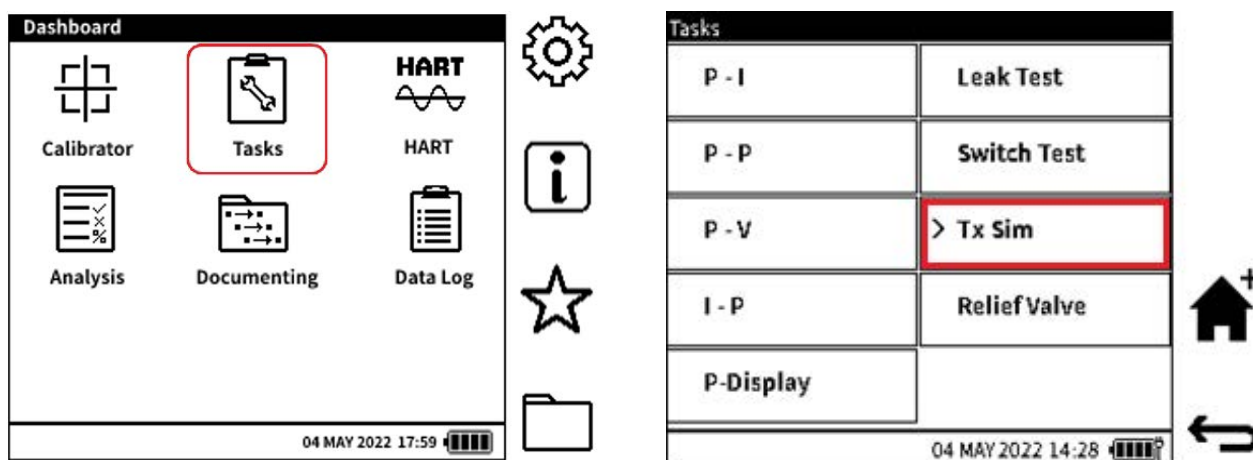 Dashboard
HART
Calibrator Tasks HART
Analysis Documenting Data Log
04 MAY 2022 17:59
Tasks
P - I Leak Test
P - P Switch Test
P - V > Tx Sim
I - P Relief Valve
P-Display
04 MAY 2022 14:28